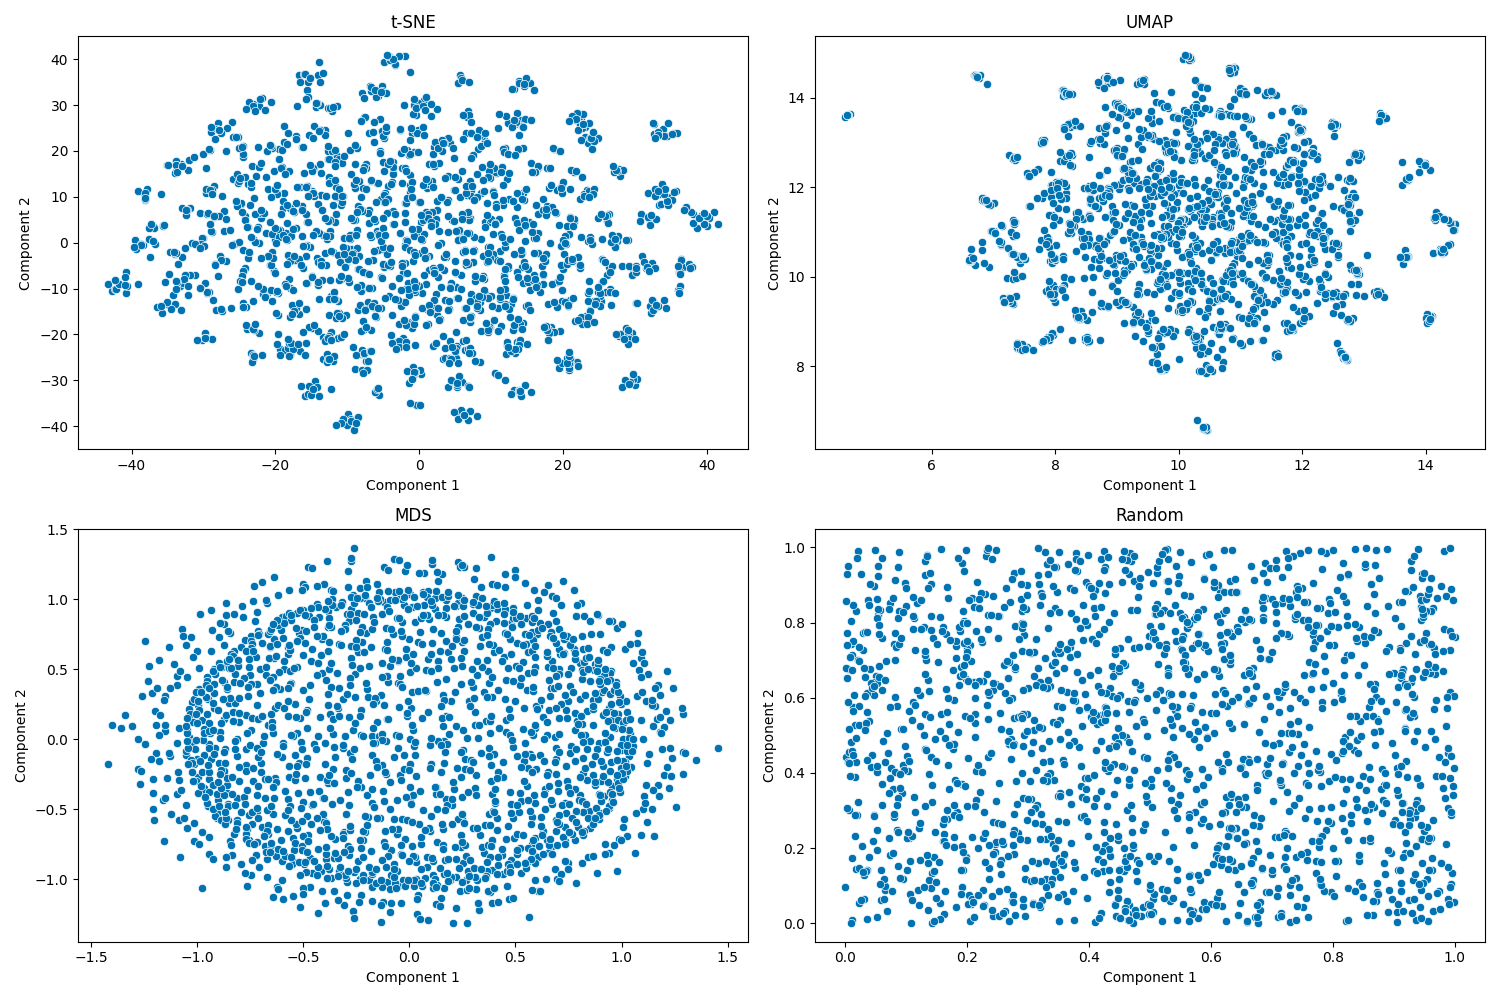 t-SNE
40
30
20
10
0
−10
−20
−30
−40
Component 2
−40 −20 0 20 40
Component 1
UMAP
14
12
10
8
Component 2
6 8 10 12 14
Component 1
MDS
1.5
1.0
0.5
0.0
−0.5
−1.0
Component 2
−1.5 −1.0 −0.5 0.0 0.5 1.0 1.5
Component 1
Random
1.0
0.8
0.6
0.4
0.2
0.0
Component 2
0.0 0.2 0.4 0.6 0.8 1.0
Component 1